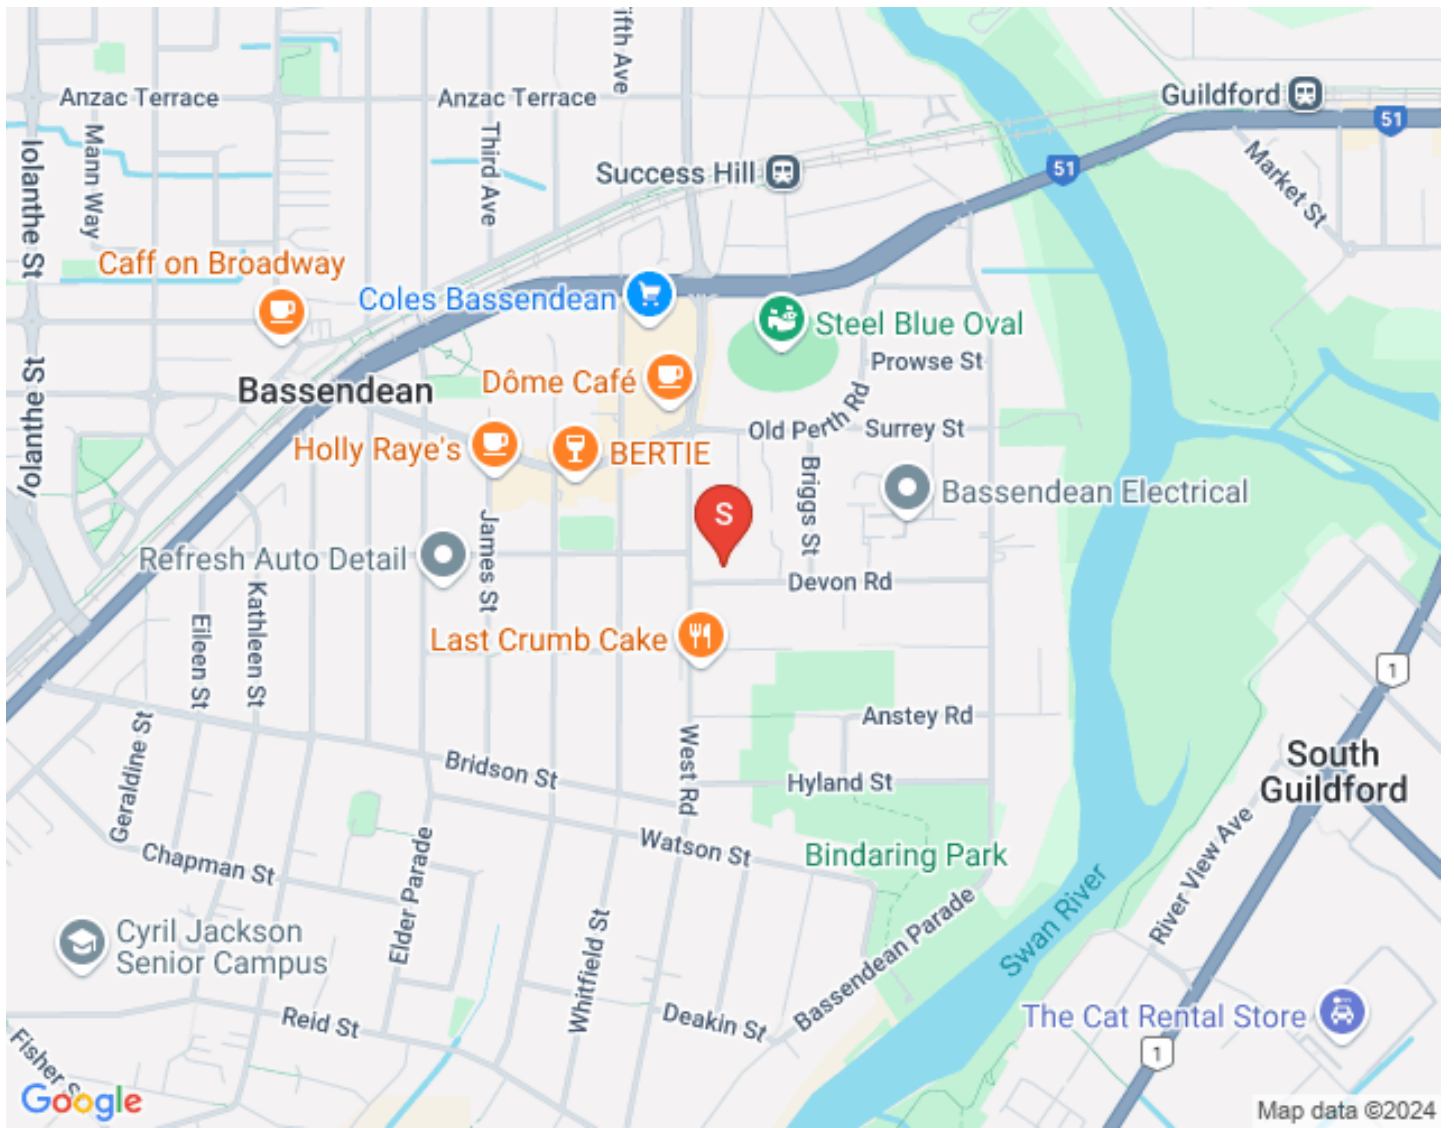 Fifth Ave
Guildford
Anzac Terrace
Anzac Terrace
51
51
Iolanthe St
Mann Way
Third Ave
Success Hill
Market St
Caff on Broadway
Coles Bassendean
Steel Blue Oval
Prowse St
Iolanthe St
Bassendean
Dôme Café
Old Perth Rd
Surrey St
Holly Raye's
BERTIE
Briggs St
Bassendean Electrical
S
James St
Refresh Auto Detail
Devon Rd
Eileen St
Kathleen St
Last Crumb Cake
1
Geraldine St
Anstey Rd
West Rd
Bridson St
Hyland St
South
Guildford
Chapman St
Elder Parade
Watson St
Bindaring Park
River View Ave
Swan River
Cyril Jackson
Senior Campus
Whitfield St
Bassendean Parade
Reid St
Deakin St
The Cat Rental Store
1
Fisher S
Google
Map data ©2024